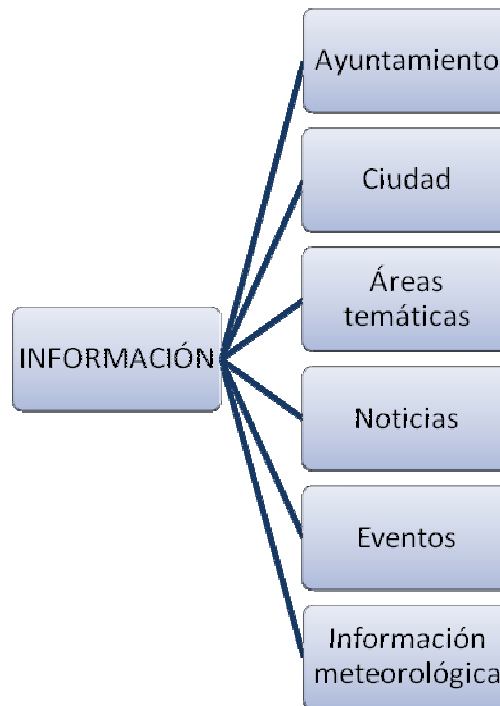 Ayuntamiento
Ciudad
Áreas
temáticas
INFORMACIÓN
Noticias
Eventos
Información
meteorológica